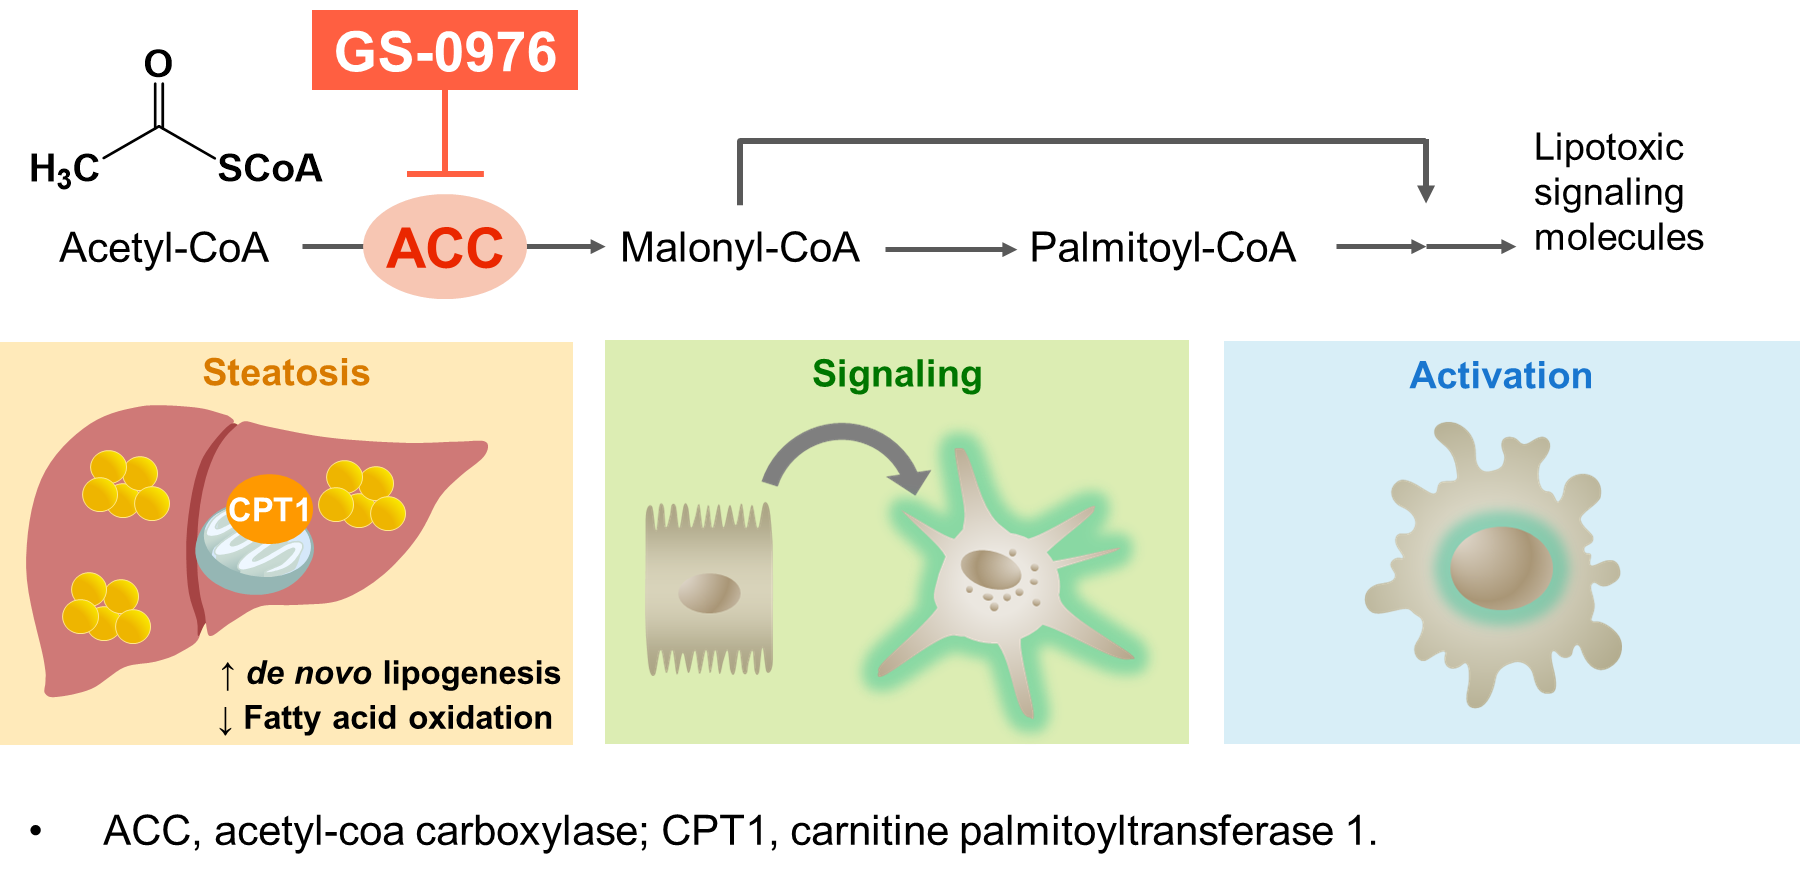 GS-0976
O
H3C
SCoA
Acetyl-CoA
ACC
Malonyl-CoA
Palmitoyl-CoA
Lipotoxic
signaling
molecules
Steatosis
CPT1
↑ de novo lipogenesis
↓ Fatty acid oxidation
Signaling
Activation
• ACC, acetyl-coa carboxylase; CPT1, carnitine palmitoyltransferase 1.